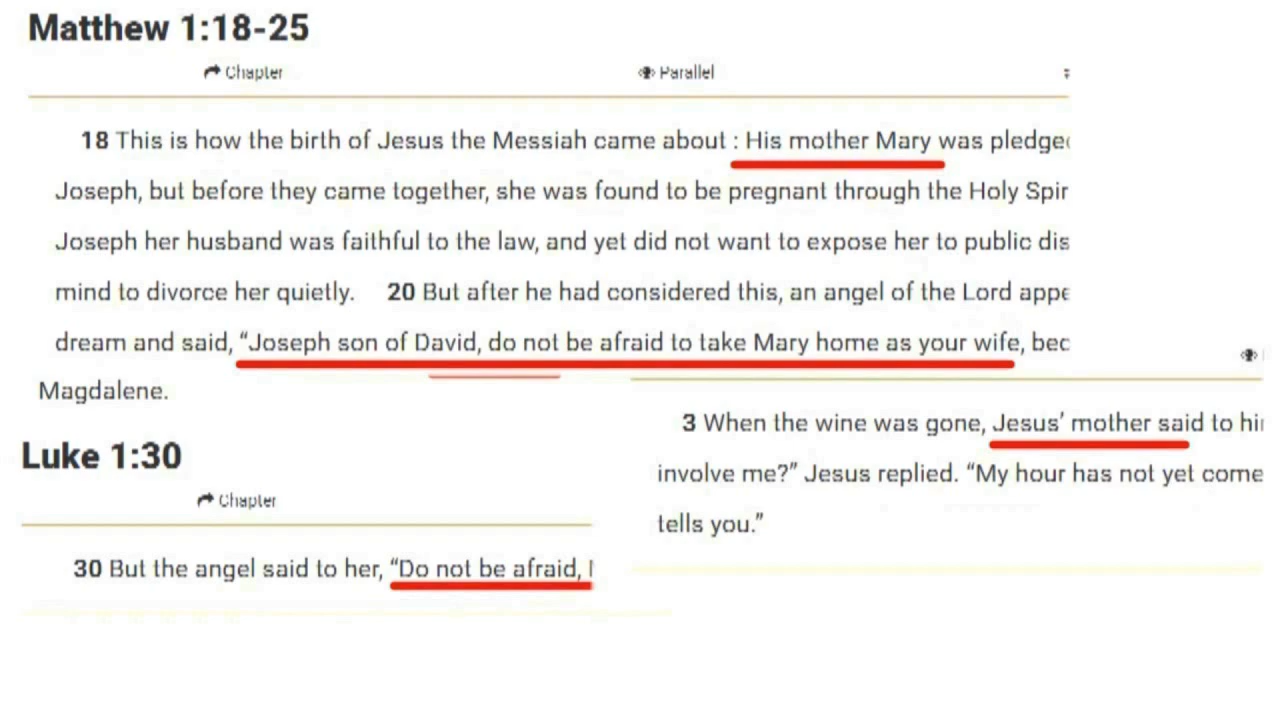 Matthew 1:18-25
Chapter
Parallel
18 This is how the birth of Jesus the Messiah came about : His mother Mary was pledged
Joseph, but before they came together, she was found to be pregnant through the Holy Spir
Joseph her husband was faithful to the law, and yet did not want to expose her to public dis
mind to divorce her quietly. 20 But after he had considered this, an angel of the Lord appe
dream and said, “Joseph son of David, do not be afraid to take Mary home as your wife, bec
Magdalene.
Luke 1:30
Chapter
30 But the angel said to her, “Do not be afraid,
3 When the wine was gone, Jesus’ mother said to hi
involve me?” Jesus replied. “My hour has not yet come
tells you.”